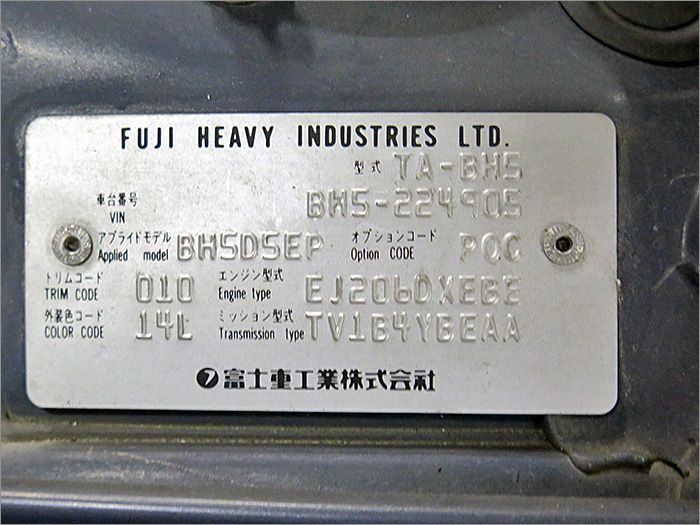 FUJI HEAVY INDUSTRIES LTD.
型式 TA-BH5
車台番号 VIN BH5-224905
アプライドモデル Applied model BH5D5EP オプションコード Option CODE PQC
トリムコード TRIM CODE 010 エンジン型式 Engine type EJ206DXEBE
外装色コード COLOR CODE 14L ミッション型式 Transmission type TV1B4YBEAA
富士重工業株式会社